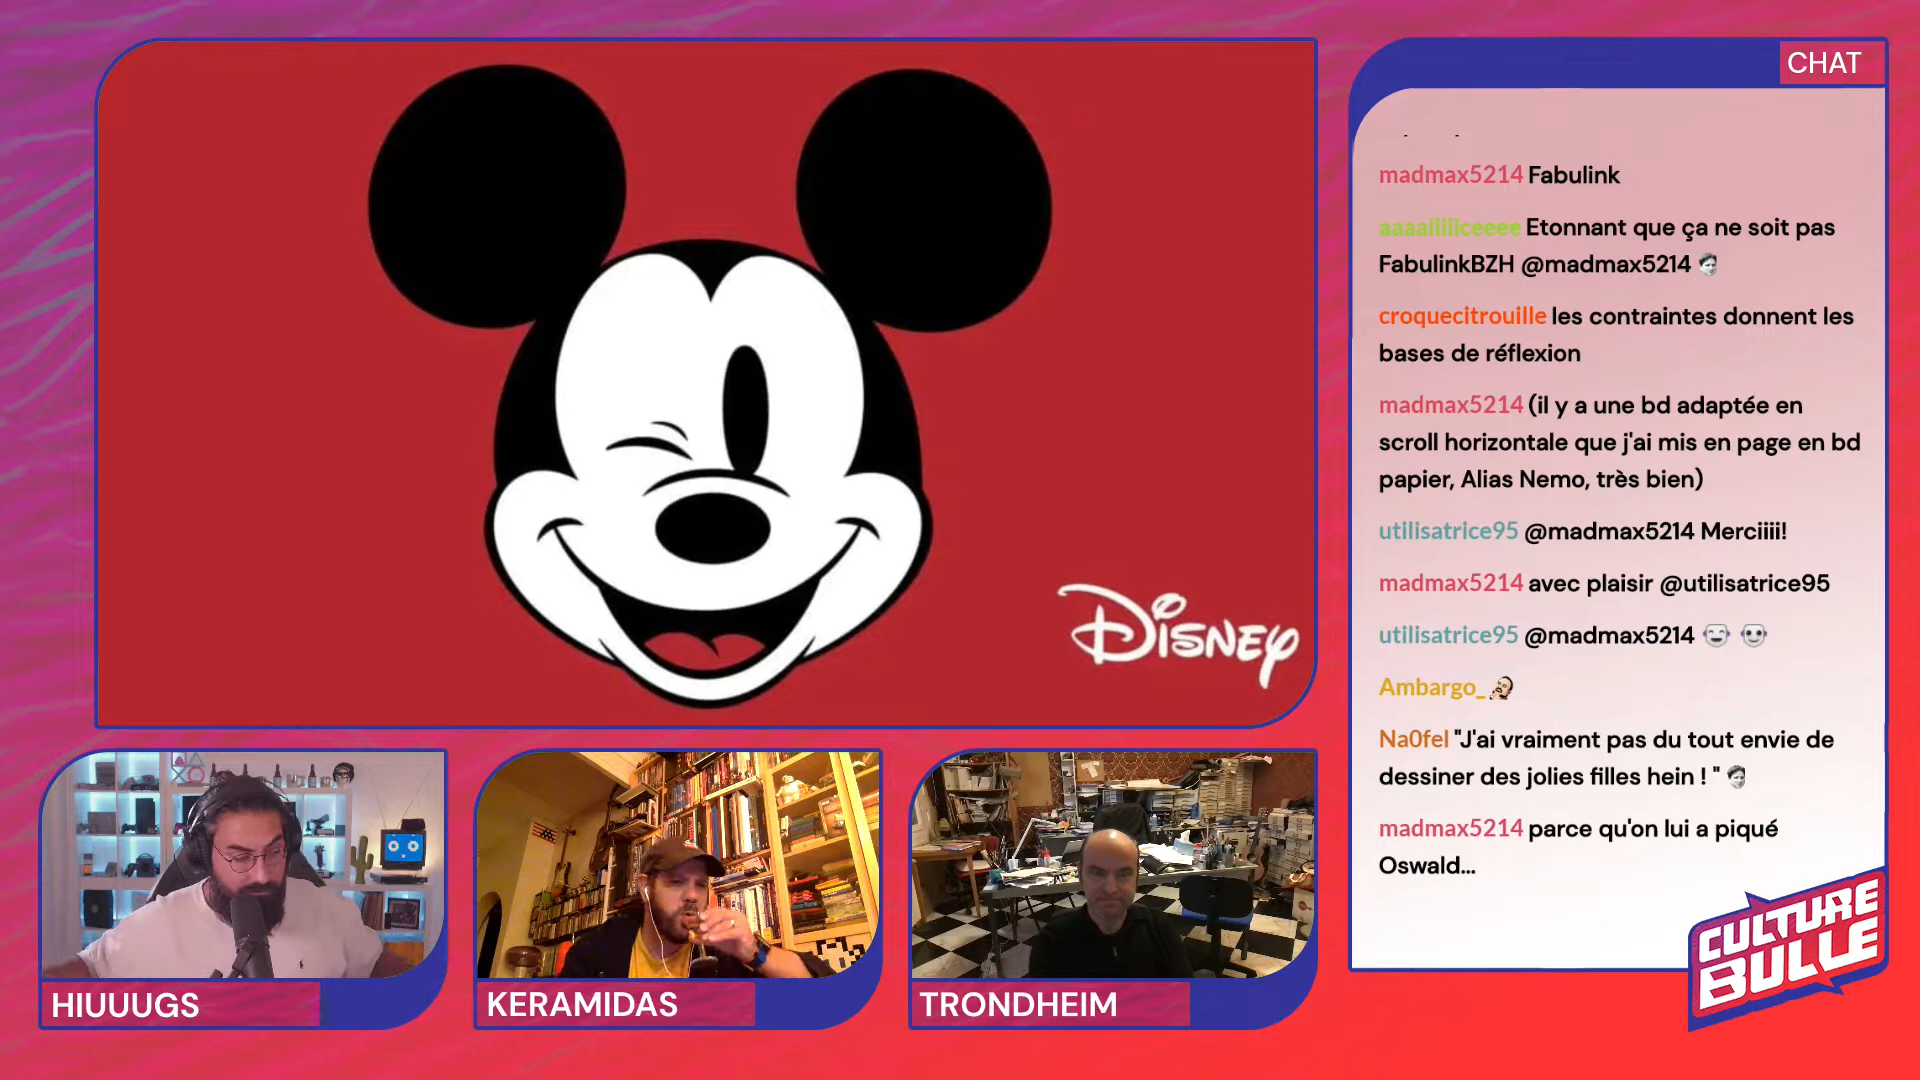 DISNEY
HIUUUGS
KERAMIDAS
TRONDHEIM
CHAT
madmax5214 Fabulink
Etonnant que ça ne soit pas
FabulinkBZH @madmax5214
croquecitrouille les contraintes donnent les
bases de réflexion
madmax5214 (il y a une bd adaptée en
scroll horizontale que j'ai mis en page en bd
papier, Alias Nemo, très bien)
utilisatrice95 @madmax5214 Merciiii!
madmax5214 avec plaisir @utilisatrice95
utilisatrice95 @madmax5214
Ambargo_
Na0fel "J'ai vraiment pas du tout envie de
dessiner des jolies filles hein ! "
madmax5214 parce qu'on lui a piqué
Oswald...
CULTURE
BULLE